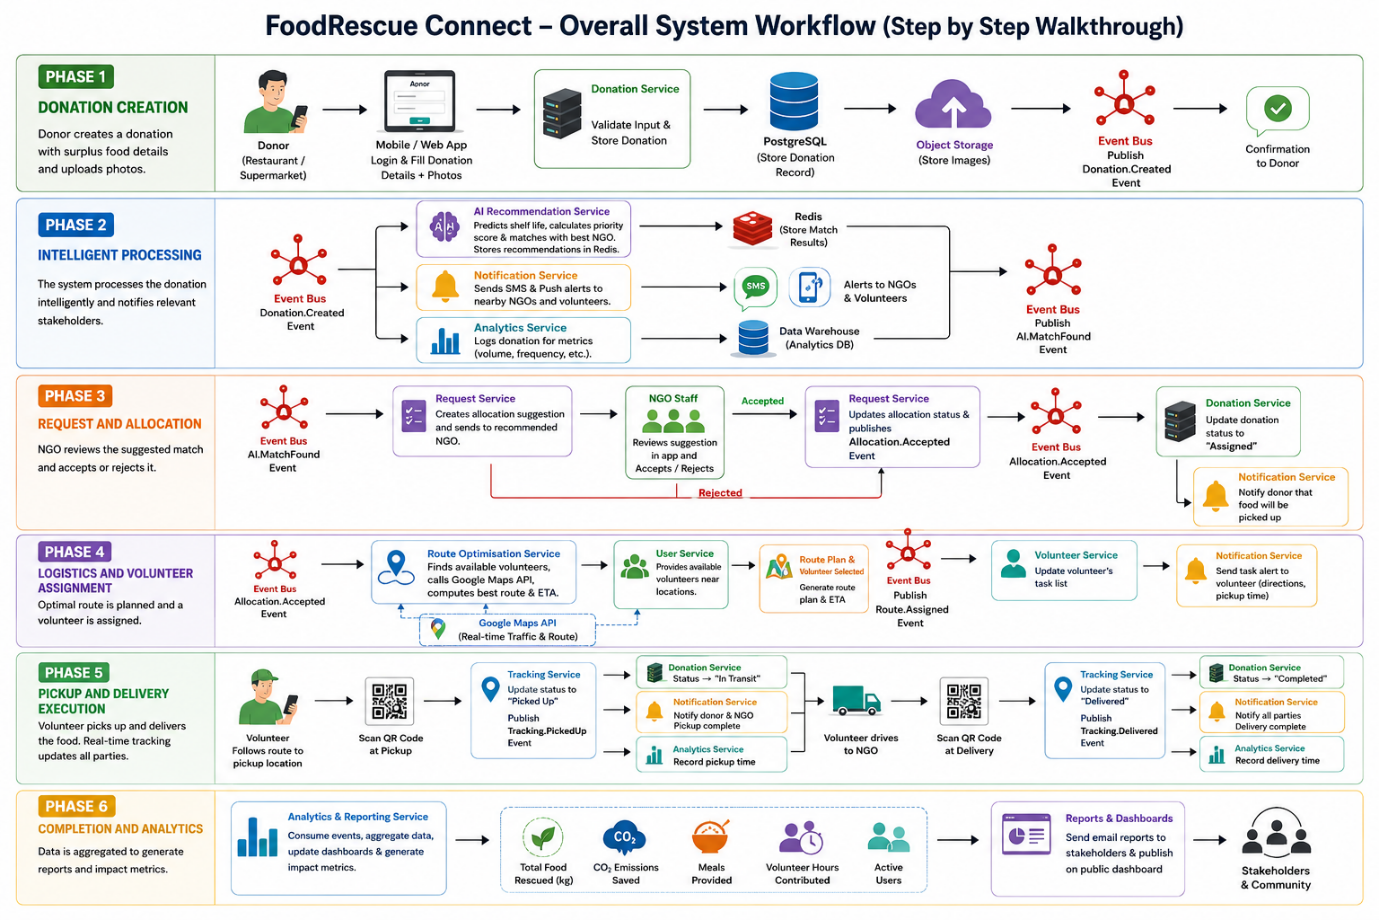 FoodRescue Connect – Overall System Workflow (Step by Step Walkthrough)
PHASE 1
DONATION CREATION
Donor creates a donation
with surplus food details
and uploads photos.
Donor
(Restaurant /
Supermarket)
Mobile / Web App
Login & Fill Donation
Details + Photos
Donation Service
Validate Input &
Store Donation
PostgreSQL
(Store Donation
Record)
Object Storage
(Store Images)
Event Bus
Publish
Donation.Created
Event
Confirmation
to Donor
PHASE 2
INTELLIGENT PROCESSING
The system processes the donation
intelligently and notifies relevant
stakeholders.
Event Bus
Donation.Created
Event
AI Recommendation Service
Predicts shelf life, calculates priority
score & matches with best NGO.
Stores recommendations in Redis.
Notification Service
Sends SMS & Push alerts to
nearby NGOs and volunteers.
Analytics Service
Logs donation for metrics
(volume, frequency, etc.).
Redis
(Store Match
Results)
SMS
Alerts to NGOs
& Volunteers
Data Warehouse
(Analytics DB)
Event Bus
Publish
AI.MatchFound
Event
PHASE 3
REQUEST AND ALLOCATION
NGO reviews the suggested match
and accepts or rejects it.
Event Bus
AI.MatchFound
Event
Request Service
Creates allocation suggestion
and sends to recommended
NGO.
NGO Staff
Reviews suggestion
in app and
Accepts / Rejects
Accepted
Rejected
Request Service
Updates allocation status &
publishes
Allocation.Accepted
Event
Event Bus
Allocation.Accepted
Event
Donation Service
Update donation
status to
"Assigned"
Notification Service
Notify donor that
food will be
picked up
PHASE 4
LOGISTICS AND VOLUNTEER
ASSIGNMENT
Optimal route is planned and a
volunteer is assigned.
Event Bus
Allocation.Accepted
Event
Route Optimisation Service
Finds available volunteers,
calls Google Maps API,
computes best route & ETA.
Google Maps API
(Real-time Traffic & Route)
User Service
Provides available
volunteers near
locations.
Route Plan &
Volunteer Selected
Generate route
plan & ETA
Event Bus
Publish
Route.Assigned
Event
Volunteer Service
Update volunteer's
task list
Notification Service
Send task alert to
volunteer (directions,
pickup time)
PHASE 5
PICKUP AND DELIVERY
EXECUTION
Volunteer picks up and delivers
the food. Real-time tracking
updates all parties.
Volunteer
Follows route to
pickup location
Scan QR Code
at Pickup
Tracking Service
Update status to
"Picked Up"
Publish
Tracking.PickedUp
Event
Donation Service
Status → "In Transit"
Notification Service
Notify donor & NGO
Pickup complete
Analytics Service
Record pickup time
Volunteer drives
to NGO
Scan QR Code
at Delivery
Tracking Service
Update status to
"Delivered"
Publish
Tracking.Delivered
Event
Donation Service
Status → "Completed"
Notification Service
Notify all parties
Delivery complete
Analytics Service
Record delivery time
PHASE 6
COMPLETION AND ANALYTICS
Data is aggregated to generate
reports and impact metrics.
Analytics & Reporting Service
Consume events, aggregate data,
update dashboards & generate
impact metrics.
Total Food
Rescued (kg)
CO₂
CO₂ Emissions
Saved
Meals
Provided
Volunteer Hours
Contributed
Active
Users
Reports & Dashboards
Send email reports to
stakeholders & publish
on public dashboard
Stakeholders
& Community